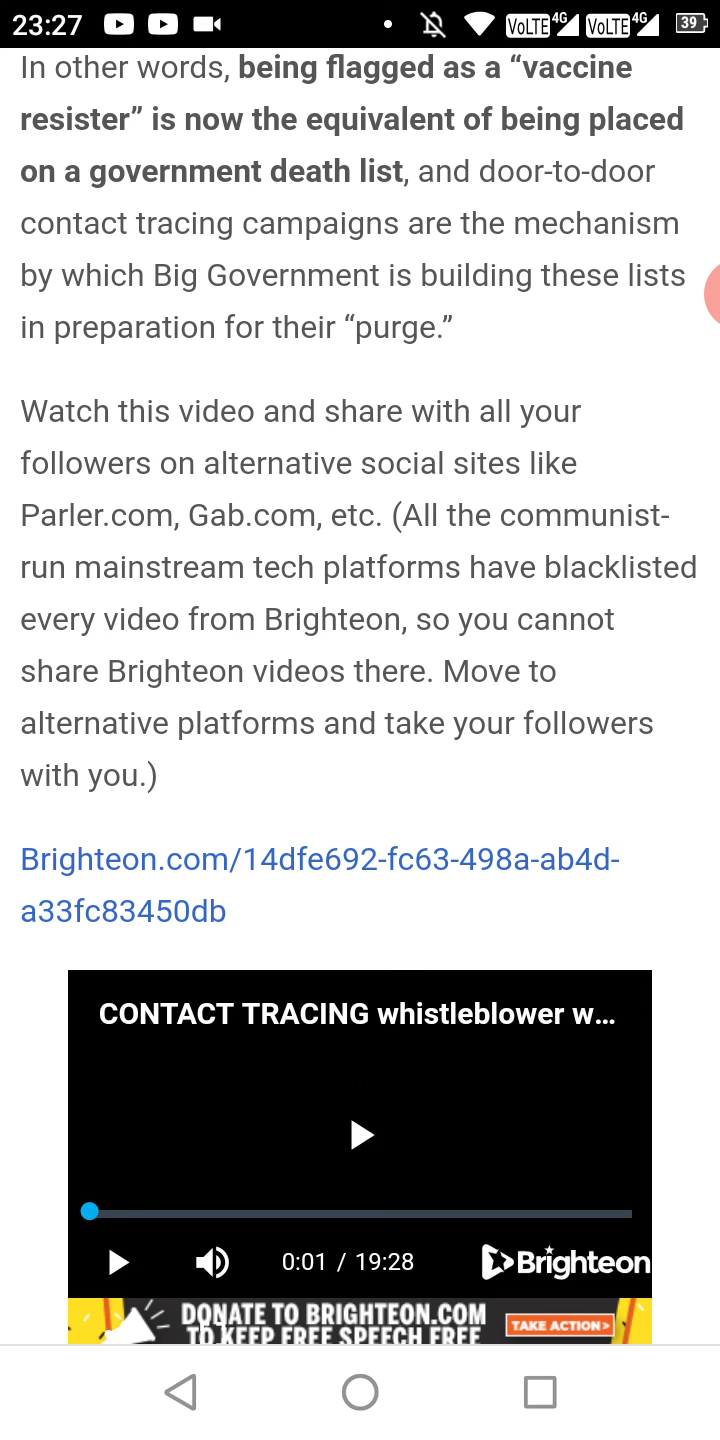 23:27
VoLTE 4G VoLTE 4G 39
In other words, being flagged as a “vaccine
resister” is now the equivalent of being placed
on a government death list, and door-to-door
contact tracing campaigns are the mechanism
by which Big Government is building these lists
in preparation for their “purge.”
Watch this video and share with all your
followers on alternative social sites like
Parler.com, Gab.com, etc. (All the communist-
run mainstream tech platforms have blacklisted
every video from Brighteon, so you cannot
share Brighteon videos there. Move to
alternative platforms and take your followers
with you.)
Brighteon.com/14dfe692-fc63-498a-ab4d-
a33fc83450db
CONTACT TRACING whistleblower w...
0:01 / 19:28
Brighteon
DONATE TO BRIGHTEON.COM
TO KEEP FREE SPEECH FREE
TAKE ACTION>